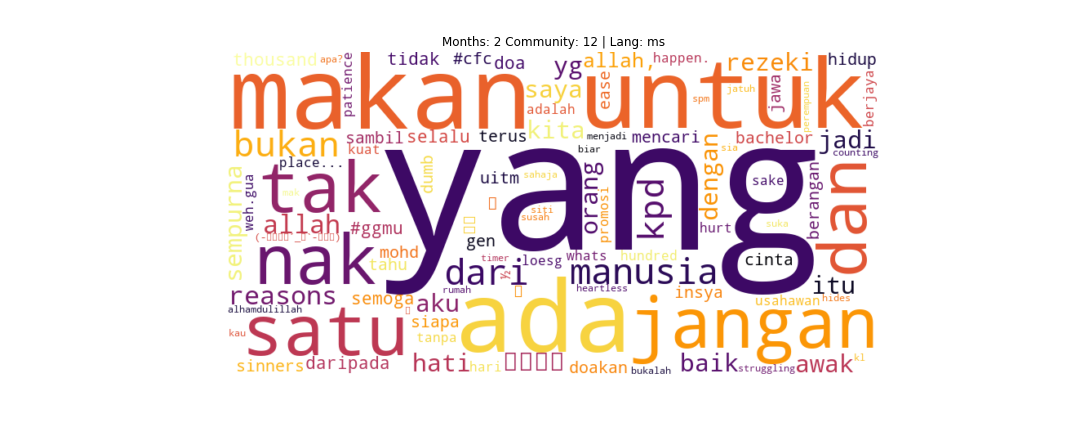 Months: 2 Community: 12 | Lang: ms
thousand apa? patience tidak #cfc doa yg allah, happen. rezeki hidup
makan untuk
saya ease adalah spm jawa jatuh perempuan berjaya
bukan sambil selalu terus kita menjadi mencari bachelor jadi
place... kuat biar dengan sia counting
sempurna weh.gua tak nak dumb uitm sahaja orang promosi kpd sake berangan dan
yang
allah #ggmu siti susah hurt suka
gen
nak mohd tahu timer loesg whats hundred cinta
dari manusia
reasons semoga aku rumah heartless insya usahawan itu hides
alhamdulillah
satu siapa tanpa ada jangan
kau
sinners daripada hati hari doakan bukalah baik struggling awak kl